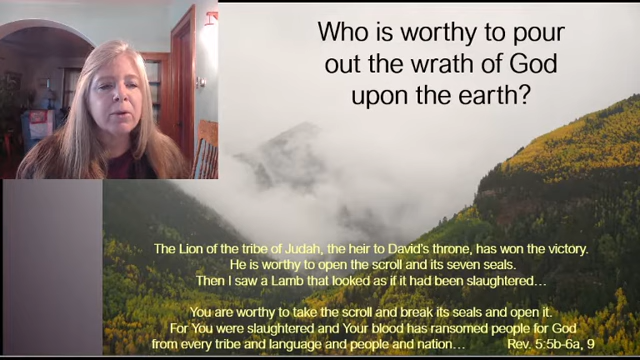 Who is worthy to pour
out the wrath of God
upon the earth?
The Lion of the tribe of Judah, the heir to David's throne, has won the victory.
He is worthy to open the scroll and its seven seals.
Then I saw a Lamb that looked as if it had been slaughtered…
You are worthy to take the scroll and break its seals and open it.
For You were slaughtered and Your blood has ransomed people for God
from every tribe and language and people and nation… Rev. 5:5b-6a, 9